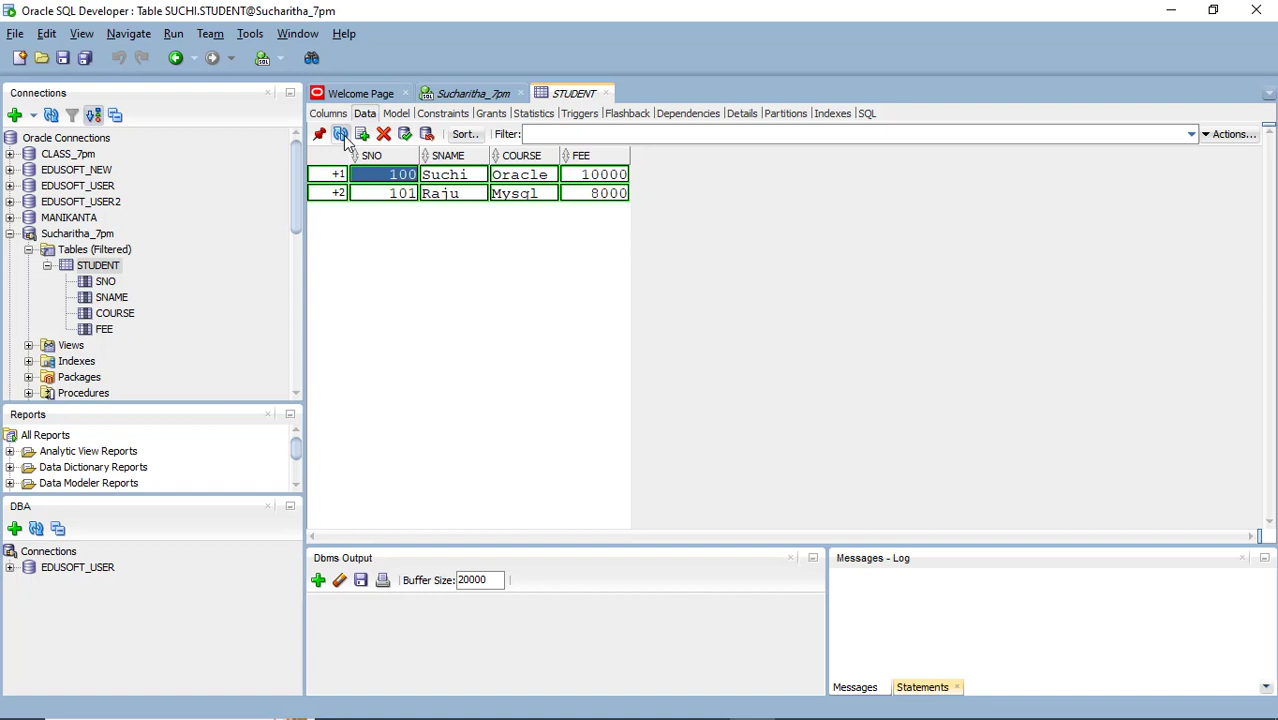 Oracle SQL Developer : Table SUCHI.STUDENT@Sucharitha_7pm
File Edit View Navigate Run Team Tools Window Help
Connections
Oracle Connections
CLASS_7pm
EDUSOFT_NEW
EDUSOFT_USER
EDUSOFT_USER2
MANIKANTA
Sucharitha_7pm
Tables (Filtered)
STUDENT
SNO
SNAME
COURSE
FEE
Views
Indexes
Packages
Procedures
Reports
All Reports
Analytic View Reports
Data Dictionary Reports
Data Modeler Reports
DBA
Connections
EDUSOFT_USER
Welcome Page Sucharitha_7pm STUDENT
Columns Data Model Constraints Grants Statistics Triggers Flashback Dependencies Details Partitions Indexes SQL
Sort.. Filter: Actions...
SNO SNAME COURSE FEE
+1 100 Suchi Oracle 10000
+2 101 Raju Mysql 8000
Dbms Output
Buffer Size: 20000
Messages - Log
Messages Statements